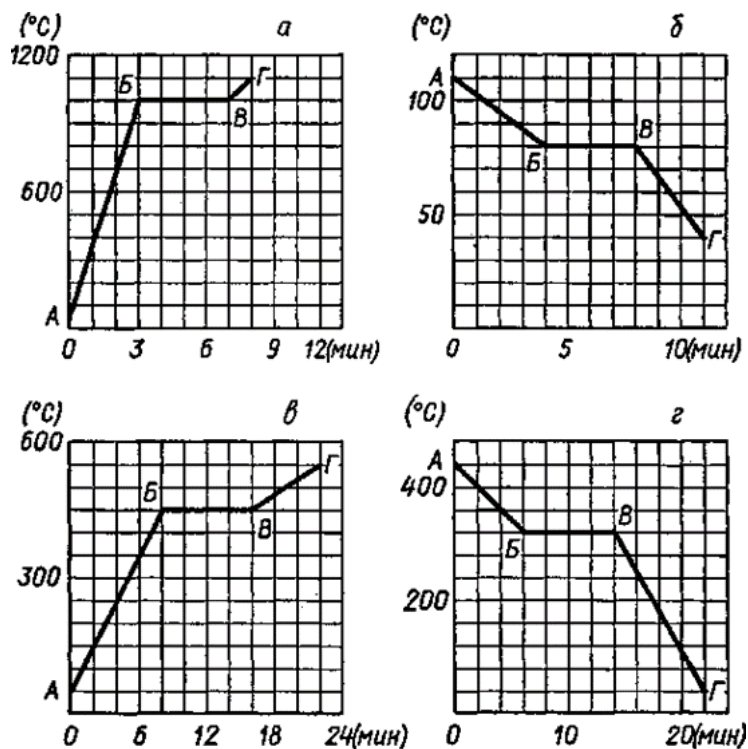 (°C) а
1200
Б Г
В
600
А
0 3 6 9 12(мин)
(°C) б
А
100
Б В
50
Г
0 5 10(мин)
(°C) в
600
Б Г
В
300
А
0 6 12 18 24(мин)
(°C) г
А
400
Б В
200
Г
0 10 20(мин)